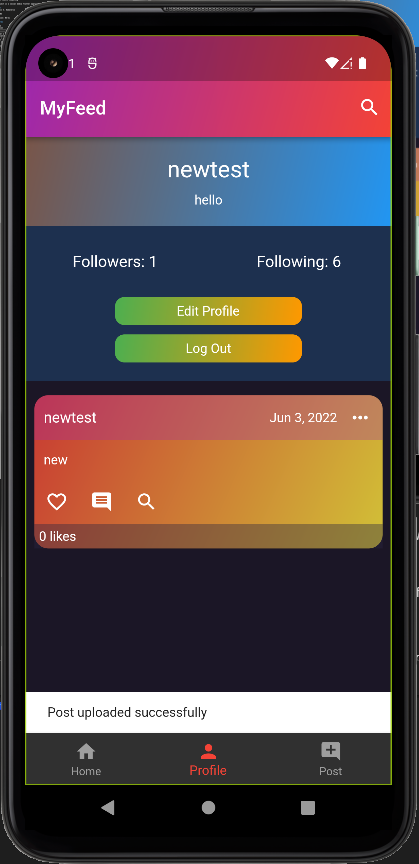 1
MyFeed
newtest
hello
Followers: 1 Following: 6
Edit Profile
Log Out
newtest Jun 3, 2022
new
0 likes
Post uploaded successfully
Home Profile Post